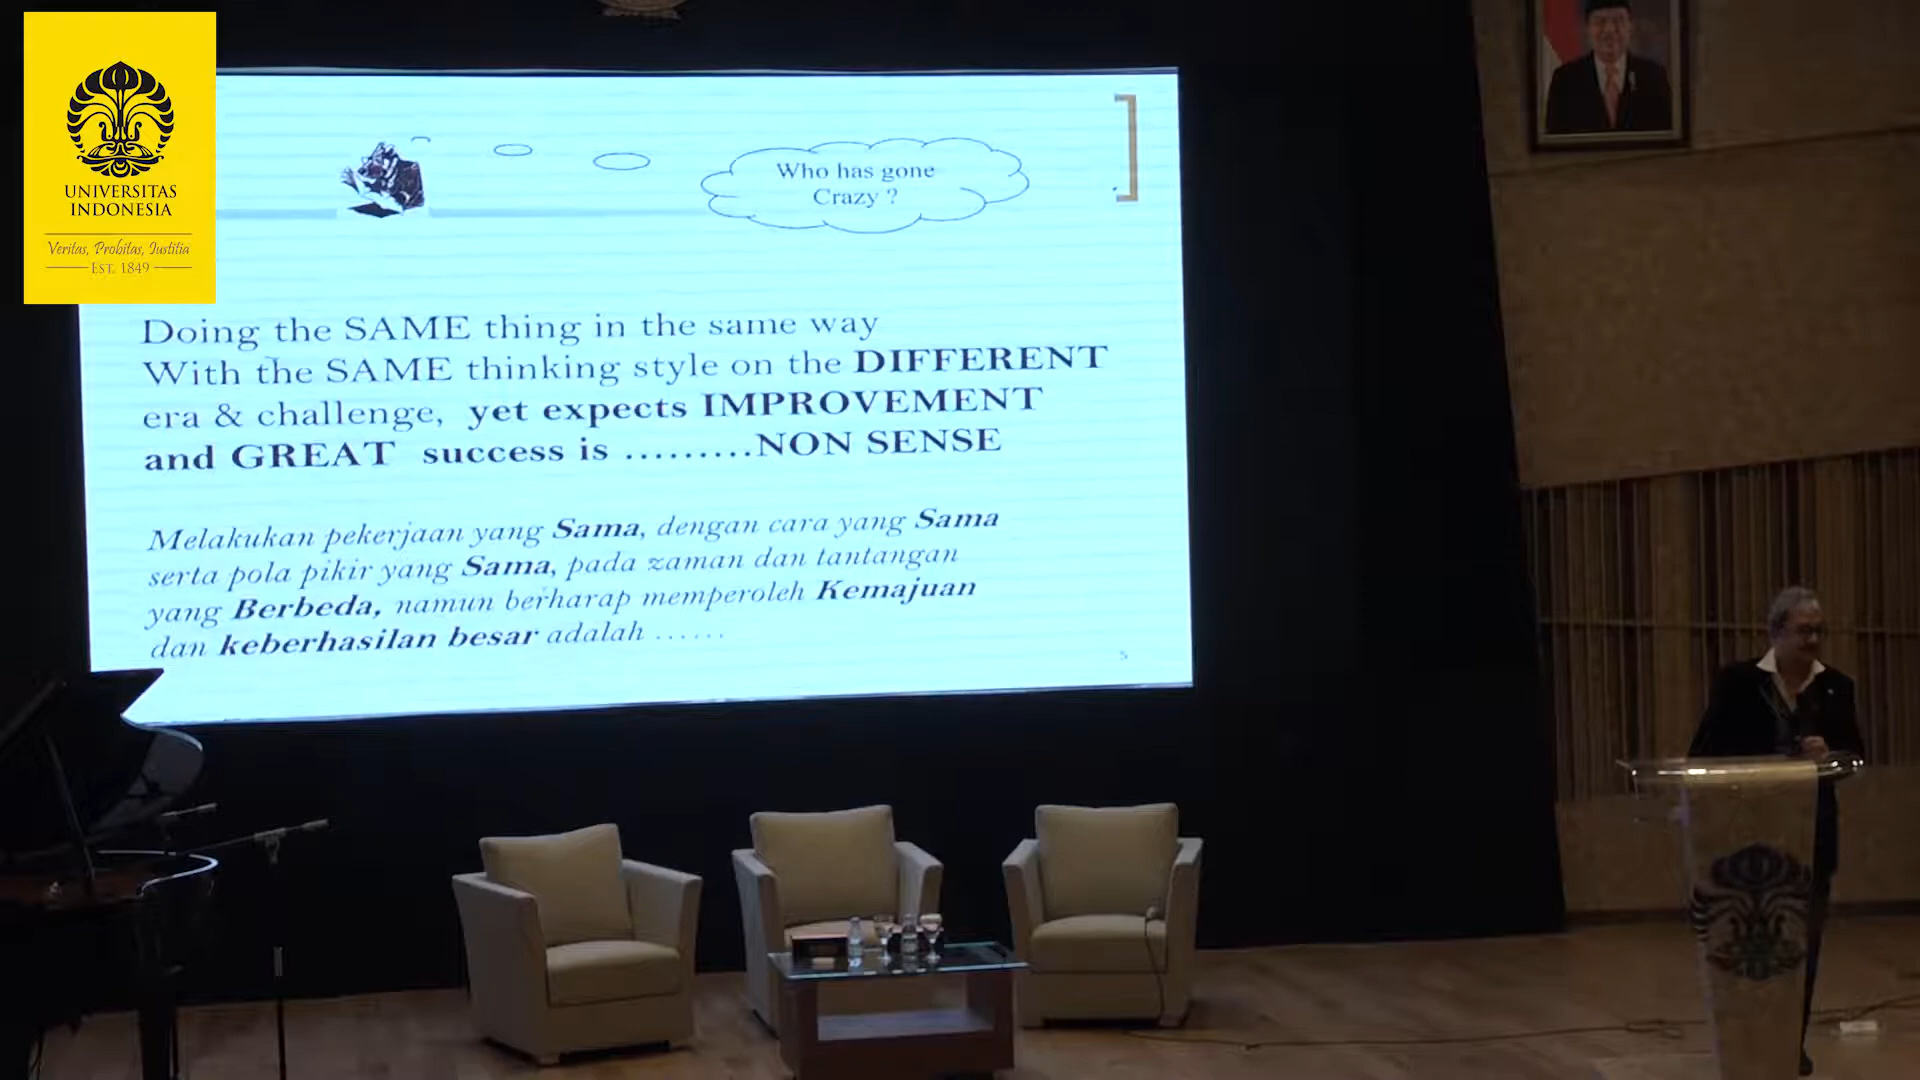 UNIVERSITAS
INDONESIA
Veritas, Probitas, Justitia
EST. 1849
Who has gone
Crazy ?
Doing the SAME thing in the same way
With the SAME thinking style on the DIFFERENT
era & challenge, yet expects IMPROVEMENT
and GREAT success is .........NON SENSE
Melakukan pekerjaan yang Sama, dengan cara yang Sama
serta pola pikir yang Sama, pada zaman dan tantangan
yang Berbeda, namun berharap memperoleh Kemajuan
dan keberhasilan besar adalah ......
5